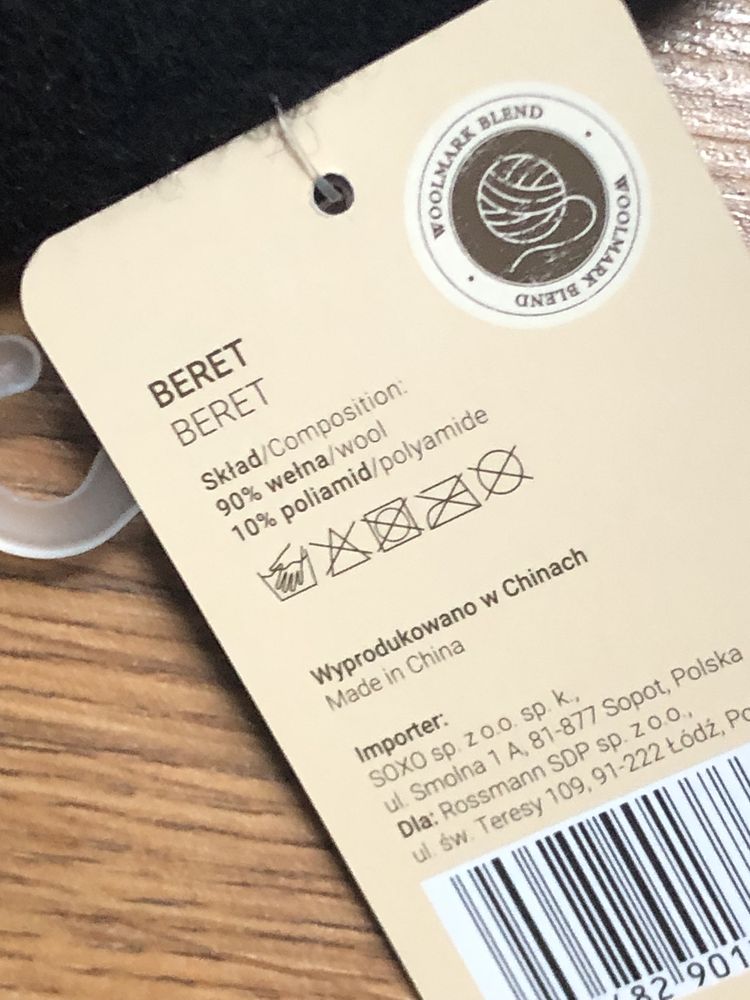 WOOLMARK BLEND
WOOLMARK BLEND
BERET
BERET
Skład/Composition:
90% wełna/wool
10% poliamid/polyamide
Wyprodukowano w Chinach
Made in China
Importer:
SOXO sp. z o.o. sp. k.,
ul. Smolna 1 A, 81-877 Sopot, Polska
Dla: Rossmann SDP sp. z o.o.,
ul. św. Teresy 109, 91-222 Łódź,
82 901